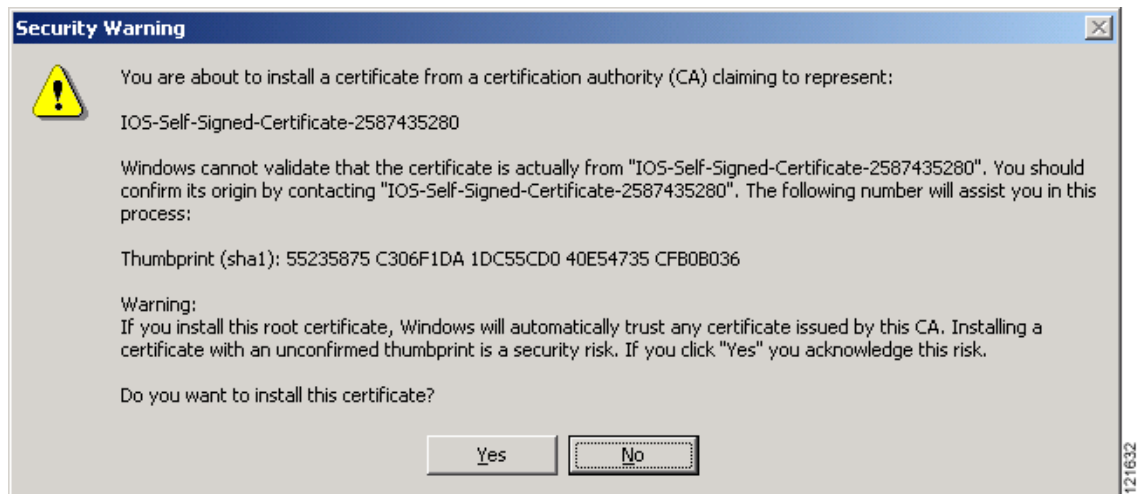 Security Warning
You are about to install a certificate from a certification authority (CA) claiming to represent:
IOS-Self-Signed-Certificate-2587435280
Windows cannot validate that the certificate is actually from "IOS-Self-Signed-Certificate-2587435280". You should
confirm its origin by contacting "IOS-Self-Signed-Certificate-2587435280". The following number will assist you in this
process:
Thumbprint (sha1): 55235875 C306F1DA 1DC55CD0 40E54735 CFB0B036
Warning:
If you install this root certificate, Windows will automatically trust any certificate issued by this CA. Installing a
certificate with an unconfirmed thumbprint is a security risk. If you click "Yes" you acknowledge this risk.
Do you want to install this certificate?
Yes
No
121632